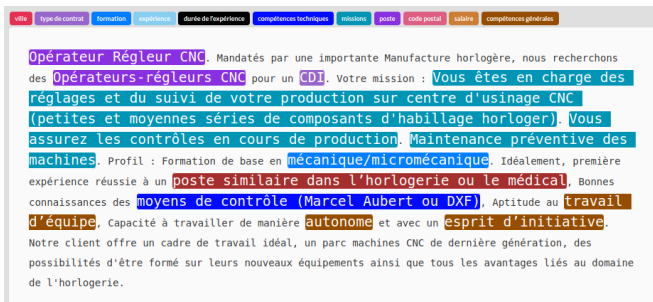 ville type de contrat formation expérience durée de l'expérience compétences techniques missions poste code postal salaire compétences générales
Opérateur Régleur CNC. Mandatés par une importante Manufacture horlogère, nous recherchons
des Opérateurs-régleurs CNC pour un CDI. Votre mission : Vous êtes en charge des
réglages et du suivi de votre production sur centre d'usinage CNC
(petites et moyennes séries de composants d'habillage horloger). Vous
assurez les contrôles en cours de production. Maintenance préventive des
machines. Profil : Formation de base en mécanique/micromécanique. Idéalement, première
expérience réussie à un poste similaire dans l’horlogerie ou le médical, Bonnes
connaissances des moyens de contrôle (Marcel Aubert ou DXF), Aptitude au travail
d’équipe, Capacité à travailler de manière autonome et avec un esprit d’initiative.
Notre client offre un cadre de travail idéal, un parc machines CNC de dernière génération, des
possibilités d'être formé sur leurs nouveaux équipements ainsi que tous les avantages liés au domaine
de l'horlogerie.